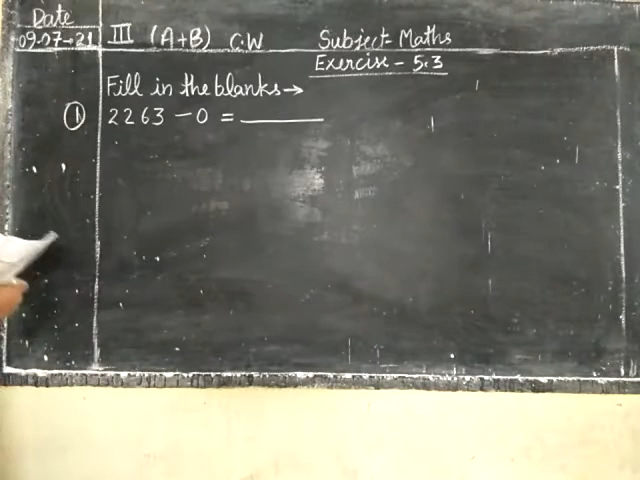 Date
09-07-21 III (A+B) C.W Subject- Maths
Exercise - 5.3
Fill in the blanks→
① 2263 - 0 = ______